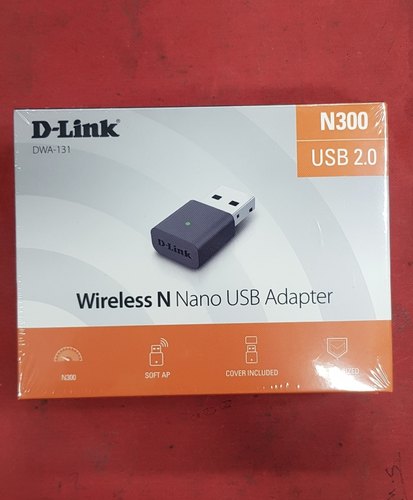 D-Link®
DWA-131
N300
USB 2.0
D-Link
Wireless N Nano USB Adapter
N300
SOFT AP
COVER INCLUDED